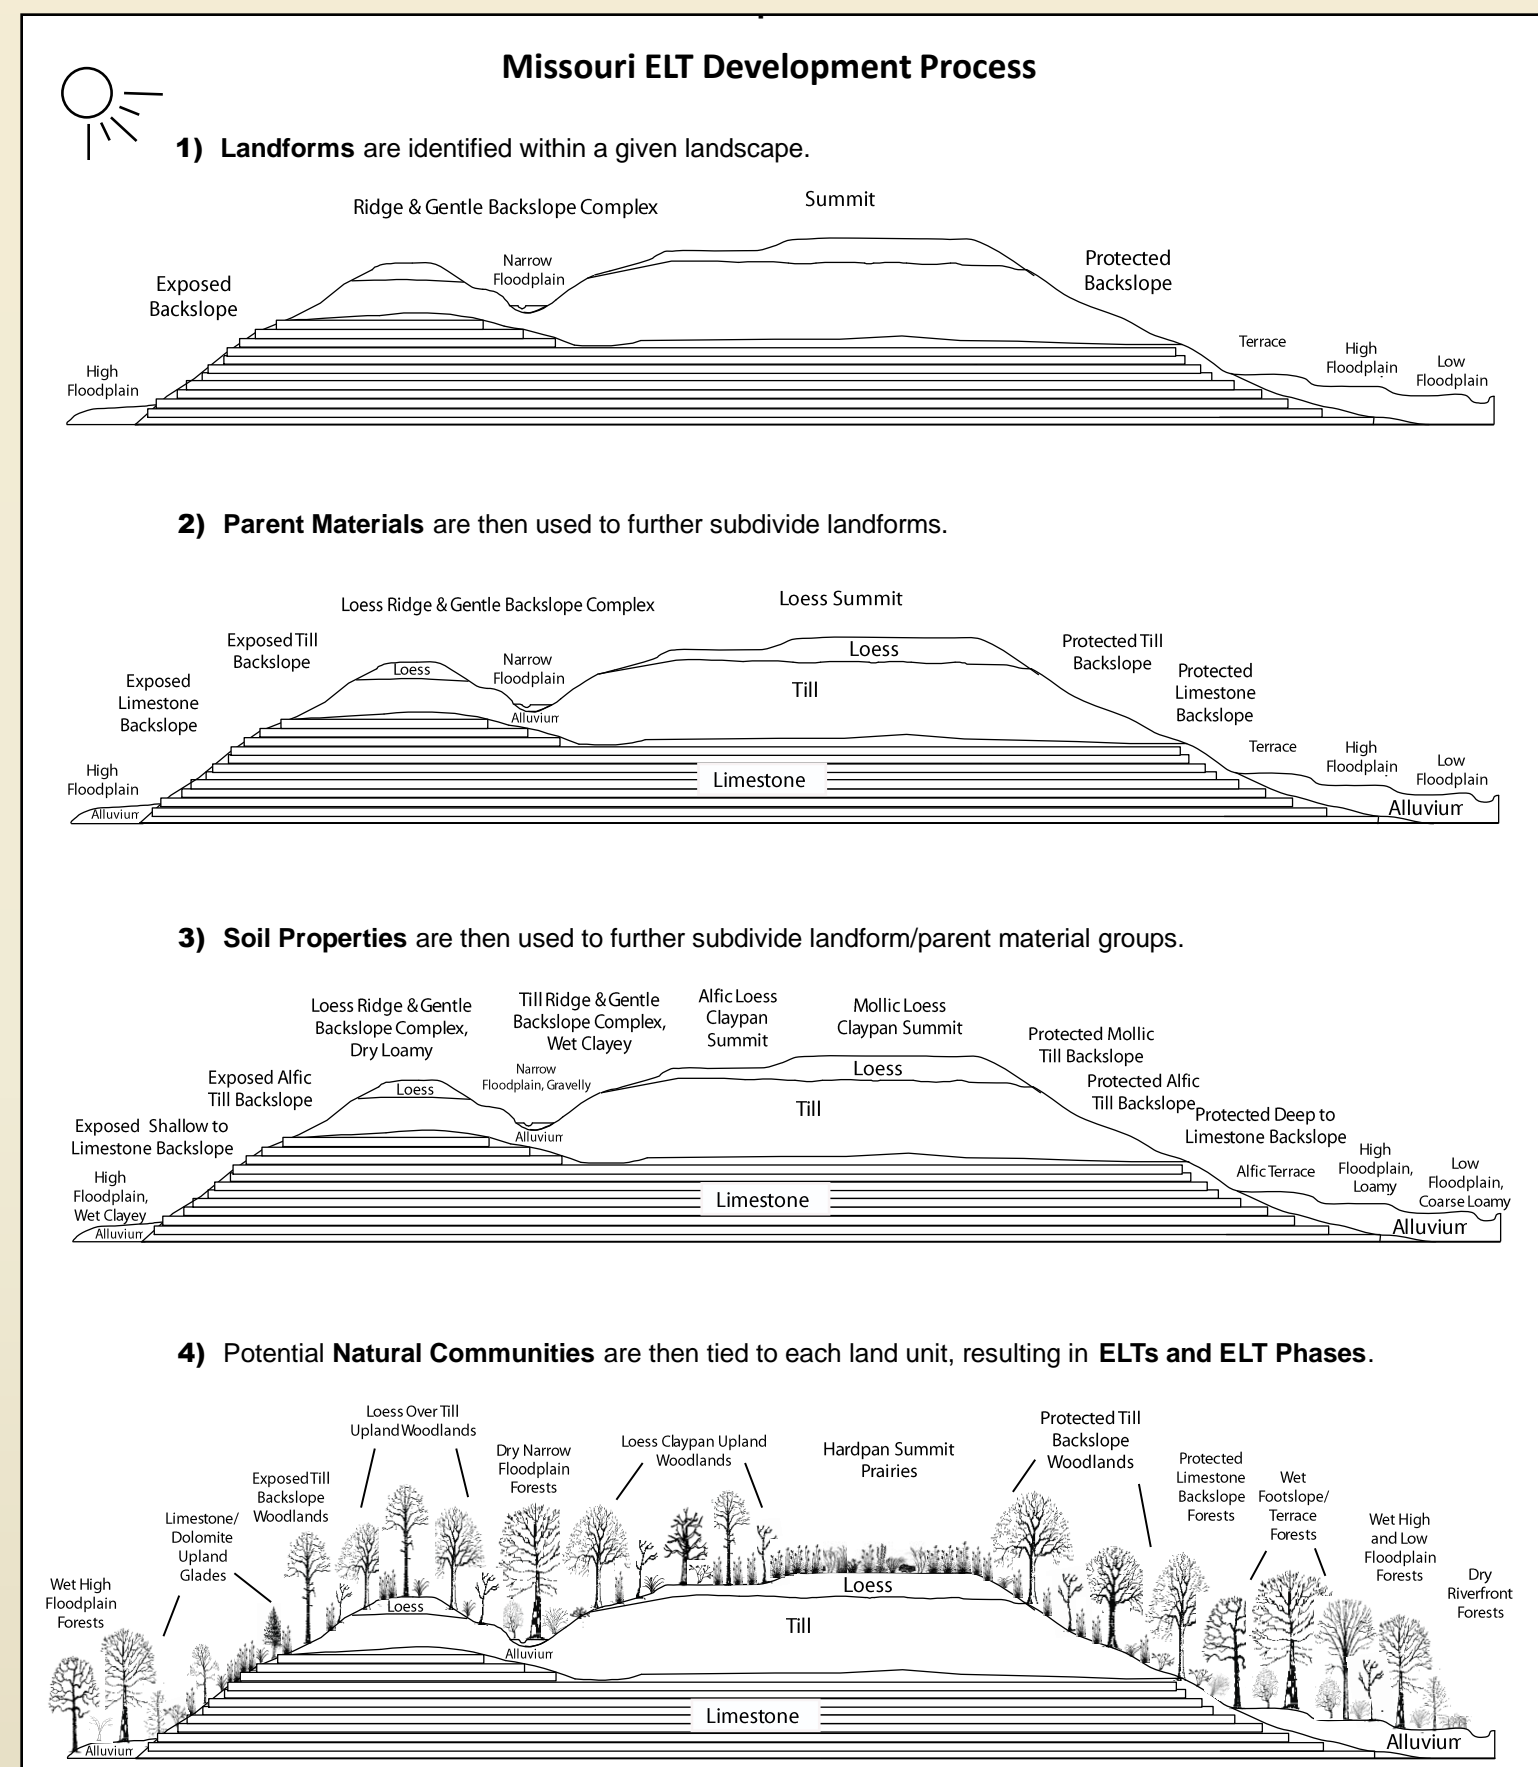 Missouri ELT Development Process
1) Landforms are identified within a given landscape.
Ridge & Gentle Backslope Complex
Summit
Narrow
Floodplain
Exposed
Backslope
Protected
Backslope
High
Floodplain
Terrace
High
Floodplain
Low
Floodplain
2) Parent Materials are then used to further subdivide landforms.
Loess Ridge & Gentle Backslope Complex
Loess Summit
Exposed Till
Backslope
Loess
Narrow
Floodplain
Loess
Protected Till
Backslope
Exposed
Limestone
Backslope
Alluvium
Till
Protected
Limestone
Backslope
High
Floodplain
Alluvium
Limestone
Terrace
High
Floodplain
Low
Floodplain
Alluvium
3) Soil Properties are then used to further subdivide landform/parent material groups.
Loess Ridge & Gentle
Backslope Complex,
Dry Loamy
Till Ridge & Gentle
Backslope Complex,
Wet Clayey
Alfic Loess
Claypan
Summit
Mollic Loess
Claypan Summit
Protected Mollic
Till Backslope
Exposed Alfic
Till Backslope
Loess
Narrow
Floodplain, Gravelly
Loess
Protected Alfic
Till Backslope
Exposed Shallow to
Limestone Backslope
Alluvium
Till
Protected Deep to
Limestone Backslope
High
Floodplain,
Wet Clayey
Alluvium
Limestone
Alfic Terrace
High
Floodplain,
Loamy
Low
Floodplain,
Coarse Loamy
Alluvium
4) Potential Natural Communities are then tied to each land unit, resulting in ELTs and ELT Phases.
Loess Over Till
Upland Woodlands
Dry Narrow
Floodplain
Forests
Loess Claypan Upland
Woodlands
Hardpan Summit
Prairies
Protected Till
Backslope
Woodlands
Exposed Till
Backslope
Woodlands
Protected
Limestone
Backslope
Forests
Wet
Footslope/
Terrace
Forests
Limestone/
Dolomite
Upland
Glades
Wet High
and Low
Floodplain
Forests
Wet High
Floodplain
Forests
Dry
Riverfront
Forests
Loess
Loess
Till
Alluvium
Limestone
Alluvium
Alluvium